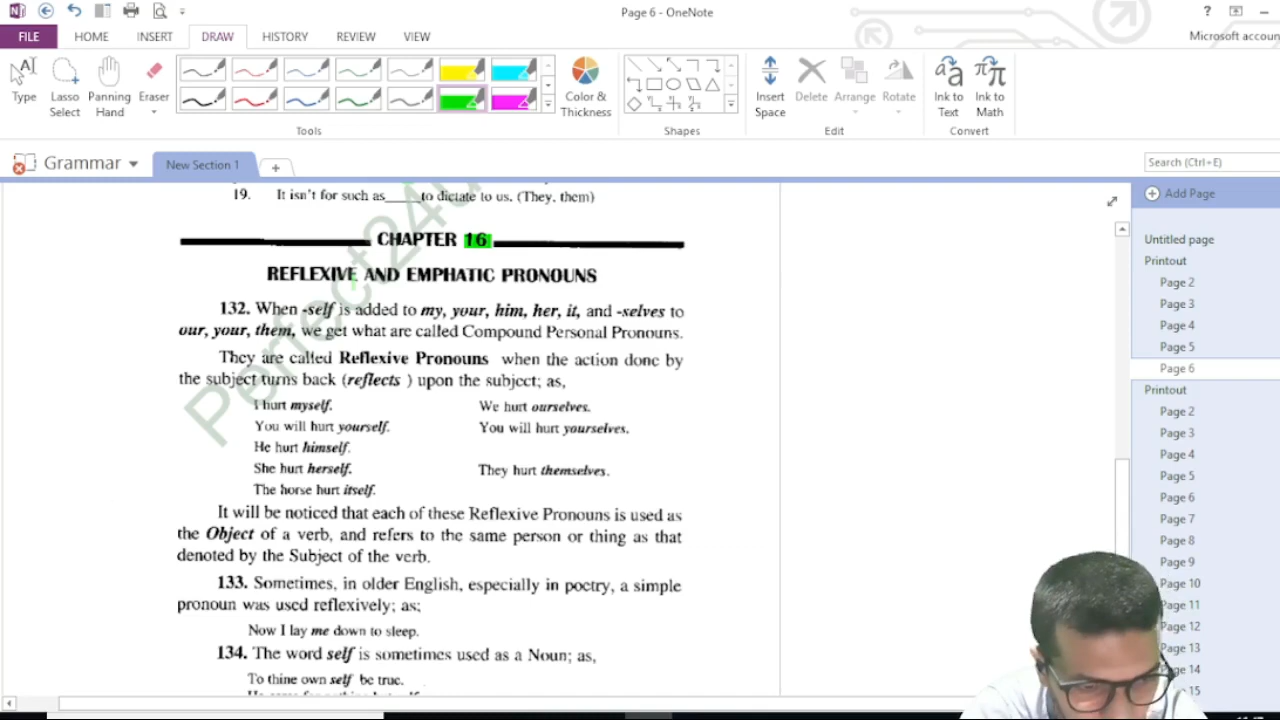 Page 6 - OneNote
?
FILE HOME INSERT DRAW HISTORY REVIEW VIEW
Microsoft accoun
Type Lasso Select Panning Hand Eraser Color & Thickness Insert Space Delete Arrange Rotate Ink to Text Ink to Math
Tools Shapes Edit Convert
Grammar New Section 1 +
Search (Ctrl+E)
Add Page
Untitled page
Printout
Page 2
Page 3
Page 4
Page 5
Page 6
Printout
Page 2
Page 3
Page 4
Page 5
Page 6
Page 7
Page 8
Page 9
Page 10
Page 11
Page 12
Page 13
Page 14
15
19. It isn't for such as_____to dictate to us. (They, them)
CHAPTER 16
REFLEXIVE AND EMPHATIC PRONOUNS
132. When -self is added to my, your, him, her, it, and -selves to
our, your, them, we get what are called Compound Personal Pronouns.
They are called Reflexive Pronouns when the action done by
the subject turns back (reflects ) upon the subject; as,
I hurt myself. We hurt ourselves.
You will hurt yourself. You will hurt yourselves.
He hurt himself.
She hurt herself. They hurt themselves.
The horse hurt itself.
It will be noticed that each of these Reflexive Pronouns is used as
the Object of a verb, and refers to the same person or thing as that
denoted by the Subject of the verb.
133. Sometimes, in older English, especially in poetry, a simple
pronoun was used reflexively; as;
Now I lay me down to sleep.
134. The word self is sometimes used as a Noun; as,
To thine own self be true.
Perfect24u